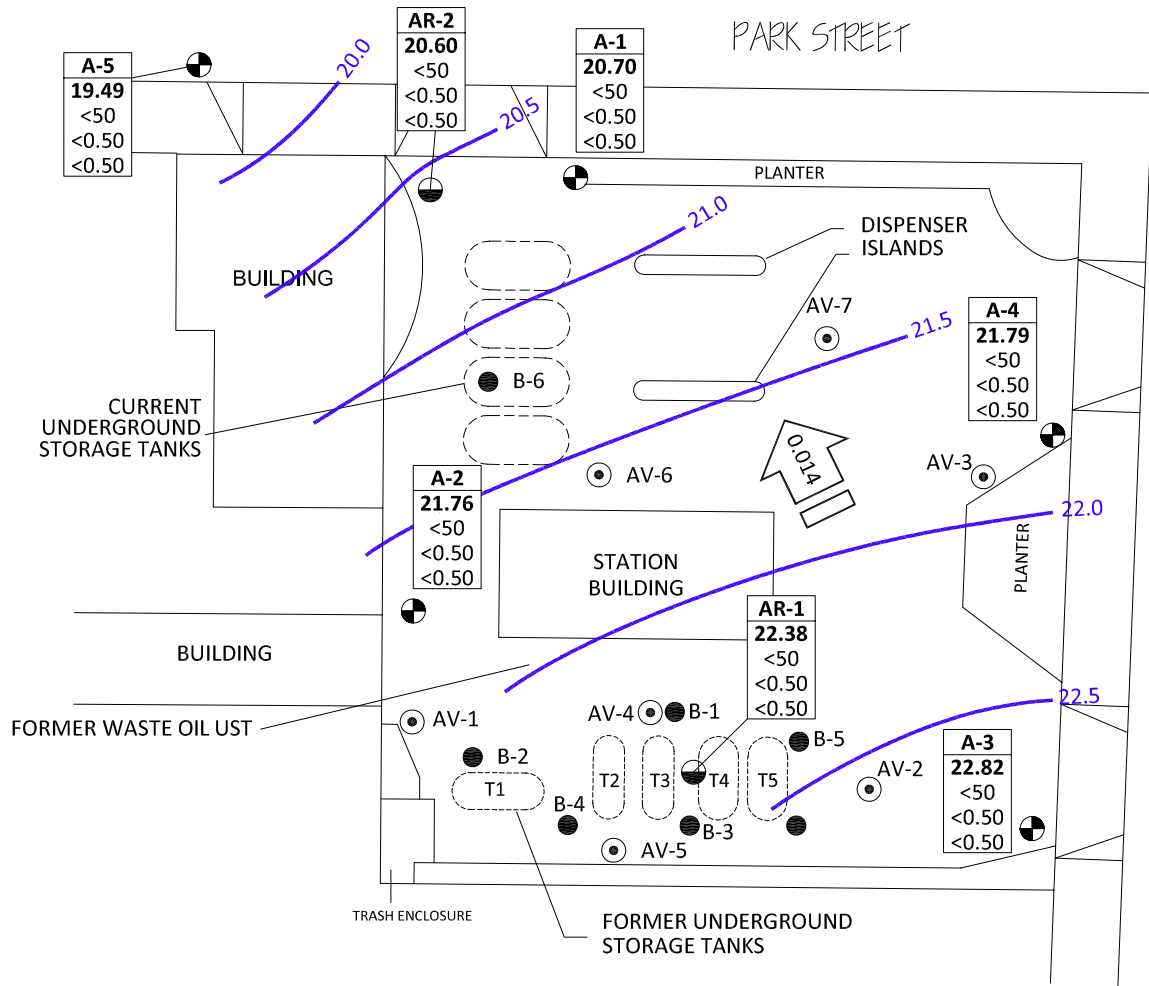 PARK STREET
A-5
19.49
<50
<0.50
<0.50
AR-2
20.60
<50
<0.50
<0.50
A-1
20.70
<50
<0.50
<0.50
20.0
20.5
PLANTER
21.0
DISPENSER
ISLANDS
BUILDING
AV-7
A-4
21.79
<50
<0.50
<0.50
21.5
B-6
CURRENT
UNDERGROUND
STORAGE TANKS
0.014
A-2
21.76
<50
<0.50
<0.50
AV-6
AV-3
22.0
STATION
BUILDING
PLANTER
AR-1
22.38
<50
<0.50
<0.50
BUILDING
FORMER WASTE OIL UST
AV-1
AV-4
B-1
22.5
B-2
B-5
A-3
22.82
<50
<0.50
<0.50
AV-2
T1
T2
T3
T4
T5
B-4
B-3
AV-5
TRASH ENCLOSURE
FORMER UNDERGROUND
STORAGE TANKS